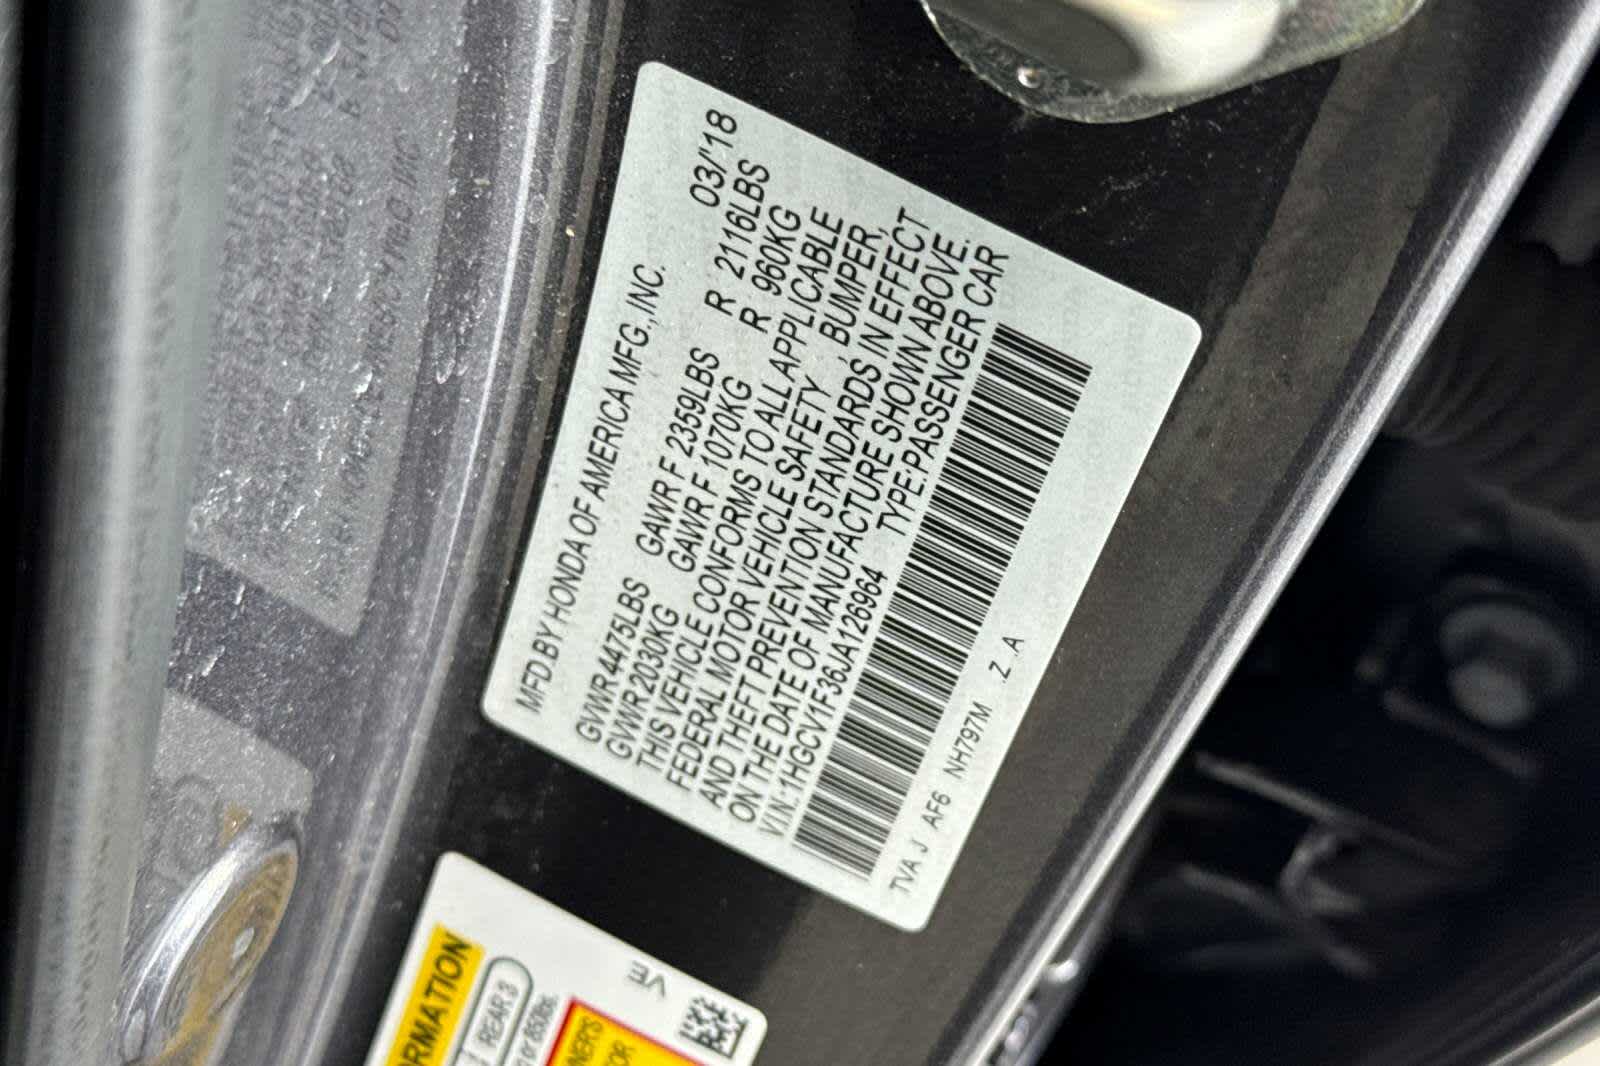 MFD BY HONDA OF AMERICA MFG.,INC. 03/'18
GVWR 4475LBS GAWR F 2359LBS R 2116LBS
GVWR 2030KG GAWR F 1070KG R 960KG
THIS VEHICLE CONFORMS TO ALL APPLICABLE
FEDERAL MOTOR VEHICLE SAFETY , BUMPER,
AND THEFT PREVENTION STANDARDS IN EFFECT
ON THE DATE OF MANUFACTURE SHOWN ABOVE.
V.I.N.:1HGCV1F36JA126964 TYPE:PASSENGER CAR
TVA J AF6 NH797M .Z .A
REAR 3